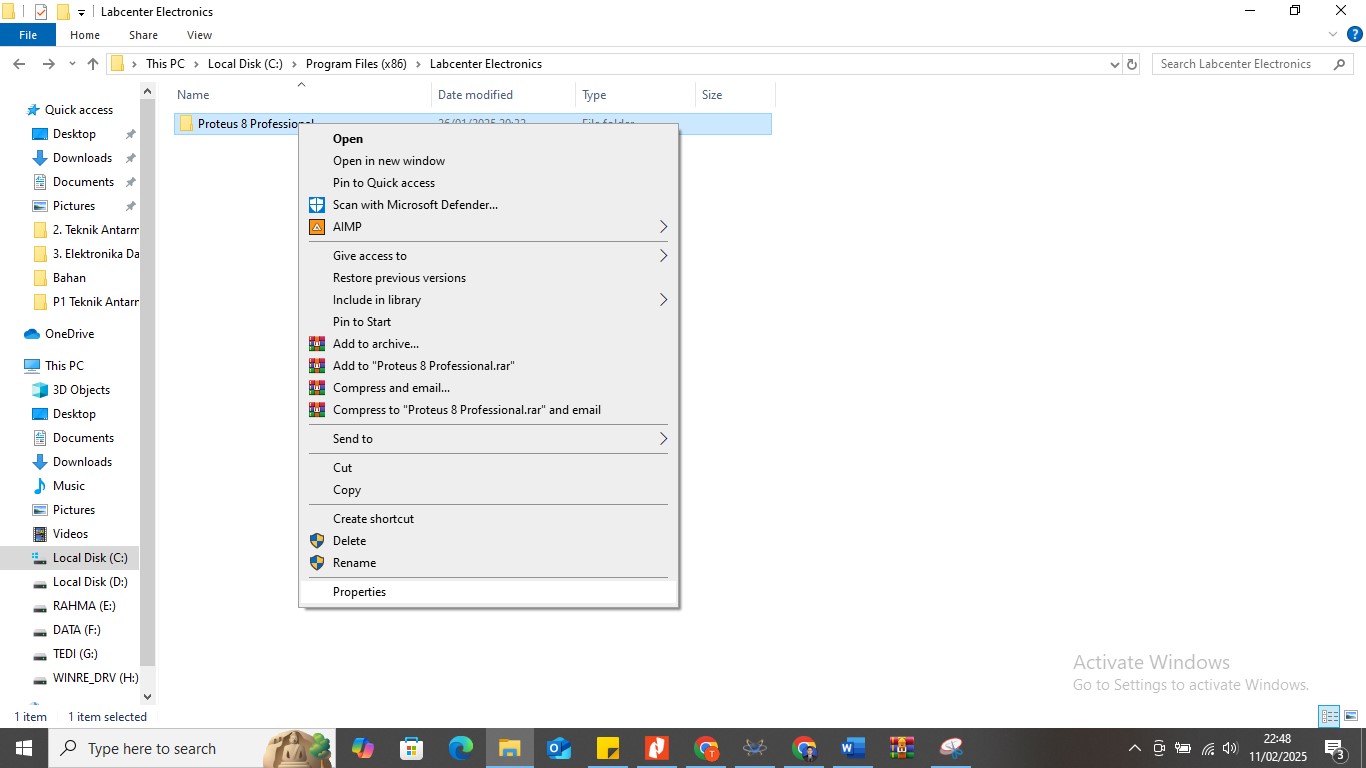 Labcenter Electronics
File Home Share View
This PC Local Disk (C:) Program Files (x86) Labcenter Electronics
Search Labcenter Electronics
Name Date modified Type Size
Quick access
Desktop
Downloads
Documents
Pictures
2. Teknik Antarm
3. Elektronika Da
Bahan
P1 Teknik Antarm
OneDrive
This PC
3D Objects
Desktop
Documents
Downloads
Music
Pictures
Videos
Local Disk (C:)
Local Disk (D:)
RAHMA (E:)
DATA (F:)
TEDI (G:)
WINRE_DRV (H:)
Proteus 8 Professional File folder
Open
Open in new window
Pin to Quick access
Scan with Microsoft Defender...
AIMP
Give access to
Restore previous versions
Include in library
Pin to Start
Add to archive...
Add to "Proteus 8 Professional.rar"
Compress and email...
Compress to "Proteus 8 Professional.rar" and email
Send to
Cut
Copy
Create shortcut
Delete
Rename
Properties
Activate Windows
Go to Settings to activate Windows.
1 item 1 item selected
Type here to search
22:48
11/02/2025
3